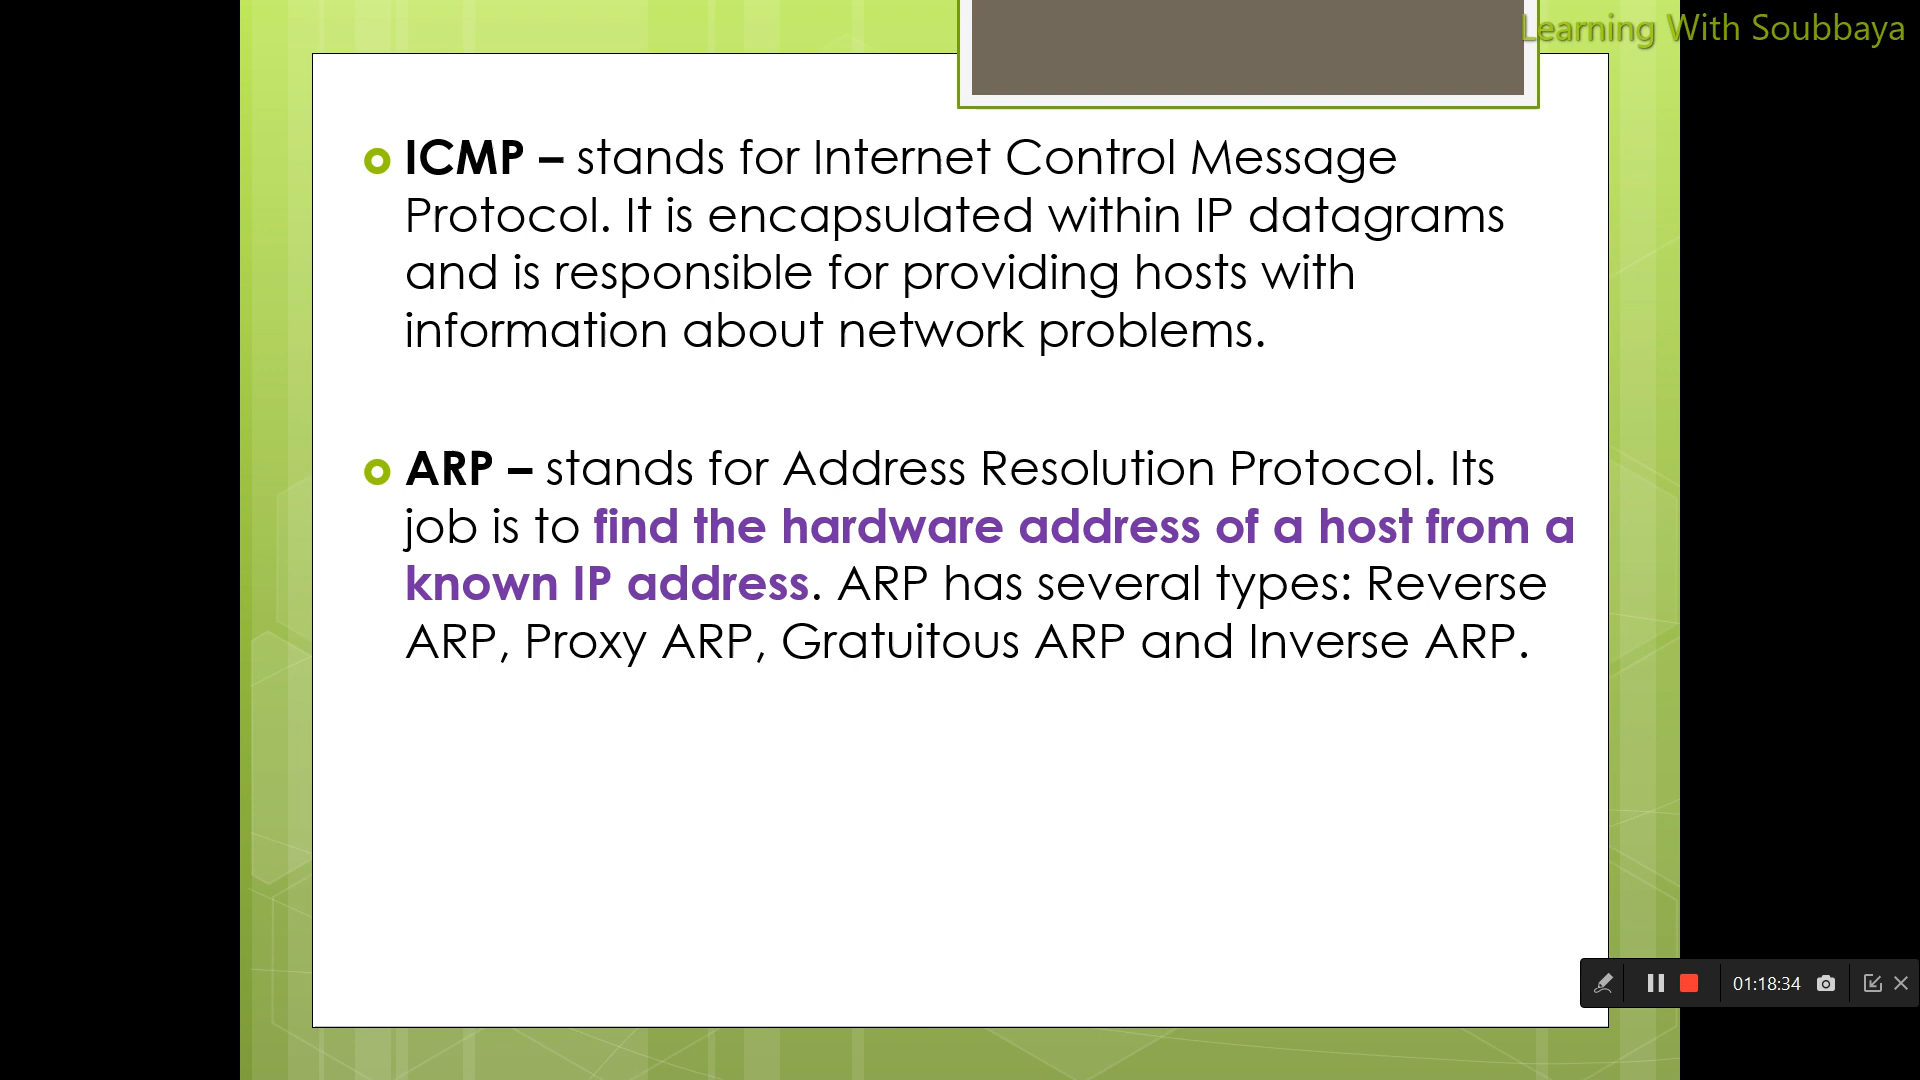 Learning With Soubbaya
ICMP – stands for Internet Control Message
Protocol. It is encapsulated within IP datagrams
and is responsible for providing hosts with
information about network problems.
ARP – stands for Address Resolution Protocol. Its
job is to find the hardware address of a host from a
known IP address. ARP has several types: Reverse
ARP, Proxy ARP, Gratuitous ARP and Inverse ARP.
01:18:34